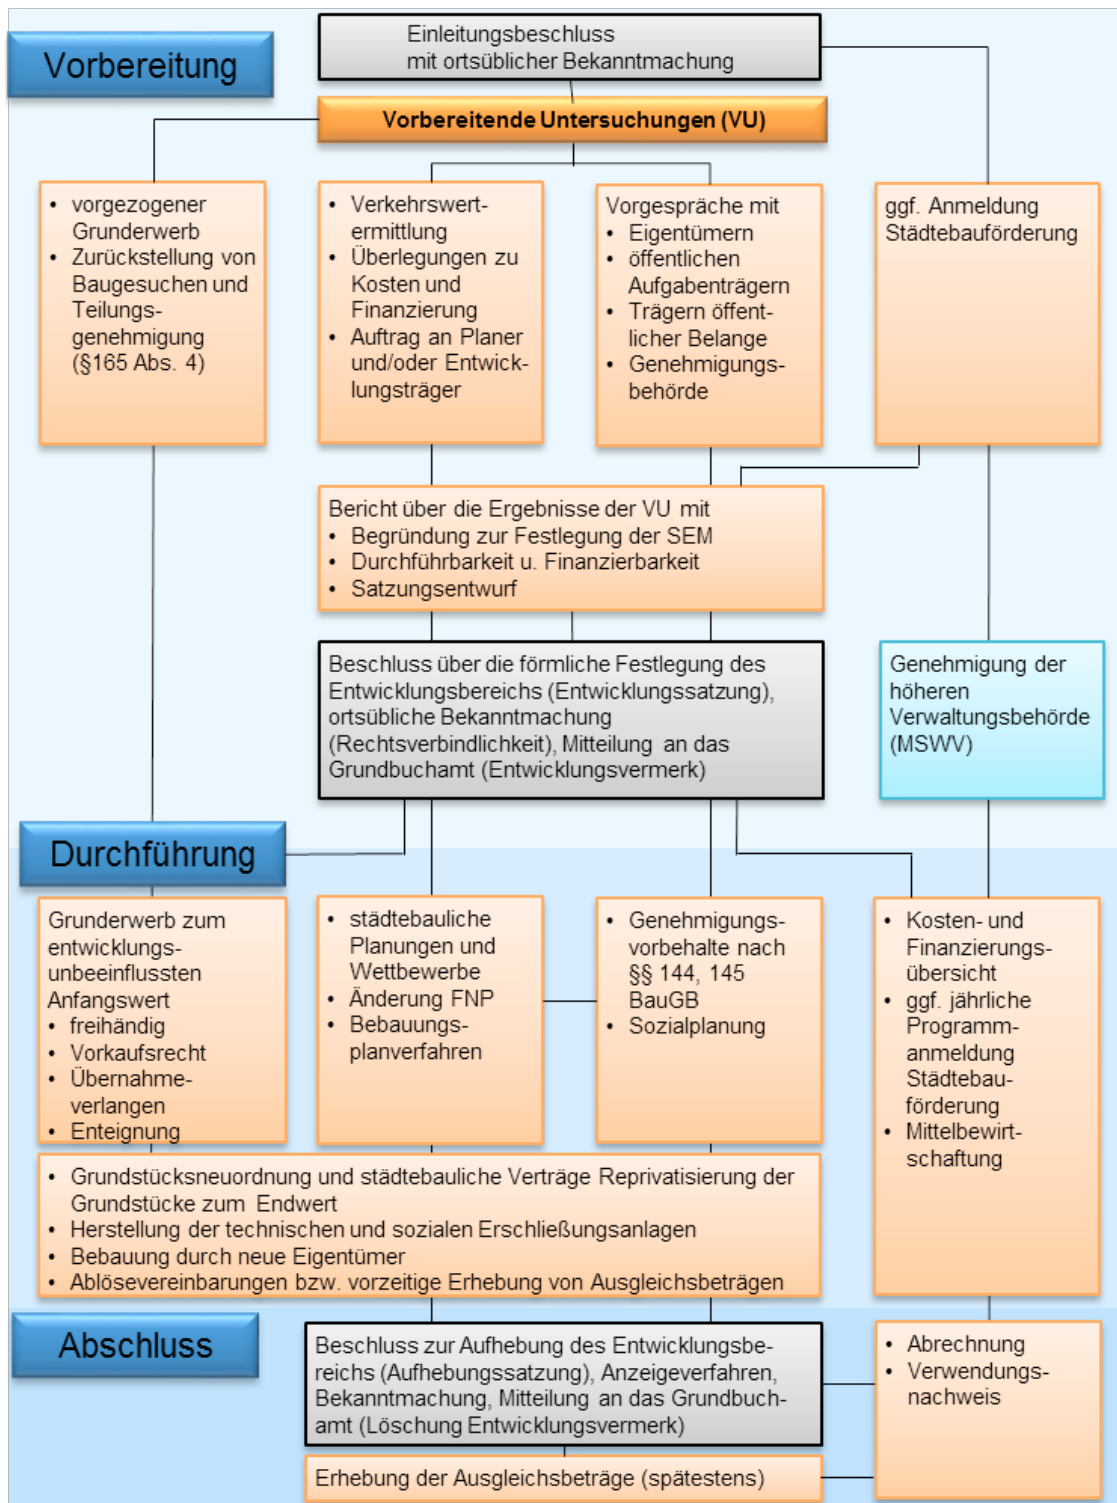 Vorbereitung
Einleitungsbeschluss
mit ortsüblicher Bekanntmachung
Vorbereitende Untersuchungen (VU)
• vorgezogener
Grunderwerb
• Zurückstellung von
Baugesuchen und
Teilungs-
genehmigung
(§165 Abs. 4)
• Verkehrswert-
ermittlung
• Überlegungen zu
Kosten und
Finanzierung
• Auftrag an Planer
und/oder Entwick-
lungsträger
Vorgespräche mit
• Eigentümern
• öffentlichen
Aufgabenträgern
• Trägern öffent-
licher Belange
• Genehmigungs-
behörde
ggf. Anmeldung
Städtebauförderung
Bericht über die Ergebnisse der VU mit
• Begründung zur Festlegung der SEM
• Durchführbarkeit u. Finanzierbarkeit
• Satzungsentwurf
Beschluss über die förmliche Festlegung des
Entwicklungsbereichs (Entwicklungssatzung),
ortsübliche Bekanntmachung
(Rechtsverbindlichkeit), Mitteilung an das
Grundbuchamt (Entwicklungsvermerk)
Genehmigung der
höheren
Verwaltungsbehörde
(MSWV)
Durchführung
Grunderwerb zum
entwicklungs-
unbeeinflussten
Anfangswert
• freihändig
• Vorkaufsrecht
• Übernahme-
verlangen
• Enteignung
• städtebauliche
Planungen und
Wettbewerbe
• Änderung FNP
• Bebauungs-
planverfahren
• Genehmigungs-
vorbehalte nach
§§ 144, 145
BauGB
• Sozialplanung
• Kosten- und
Finanzierungs-
übersicht
• ggf. jährliche
Programm-
anmeldung
Städtebau-
förderung
• Mittelbewirt-
schaftung
• Grundstücksneuordnung und städtebauliche Verträge Reprivatisierung der
Grundstücke zum Endwert
• Herstellung der technischen und sozialen Erschließungsanlagen
• Bebauung durch neue Eigentümer
• Ablösevereinbarungen bzw. vorzeitige Erhebung von Ausgleichsbeträgen
Abschluss
Beschluss zur Aufhebung des Entwicklungsbe-
reichs (Aufhebungssatzung), Anzeigeverfahren,
Bekanntmachung, Mitteilung an das Grundbuch-
amt (Löschung Entwicklungsvermerk)
• Abrechnung
• Verwendungs-
nachweis
Erhebung der Ausgleichsbeträge (spätestens)